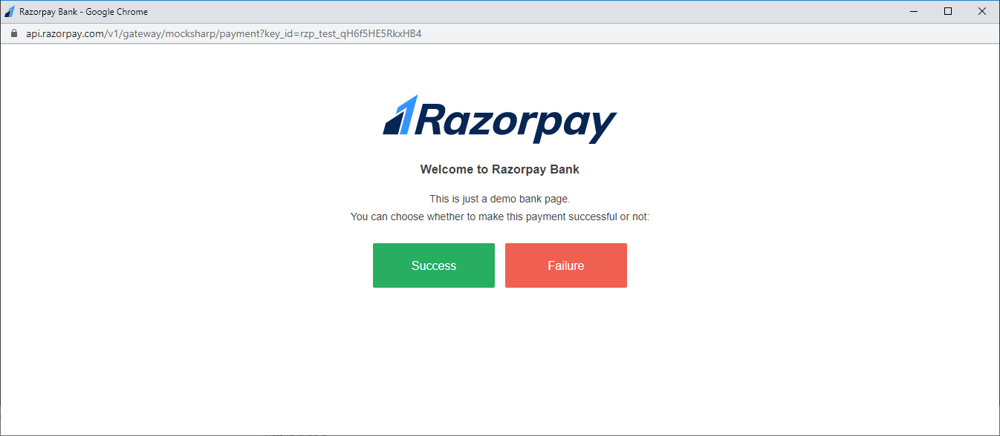 Razorpay Bank - Google Chrome
api.razorpay.com/v1/gateway/mocksharp/payment?key_id=rzp_test_qH6f5HE5RkxHB4
Razorpay
Welcome to Razorpay Bank
This is just a demo bank page.
You can choose whether to make this payment successful or not:
Success Failure